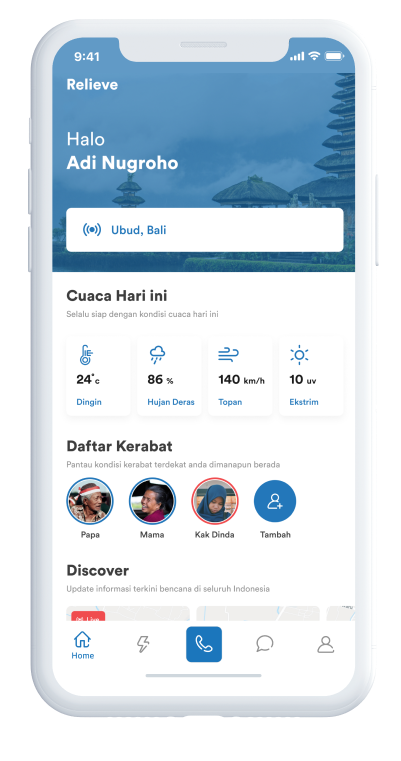 9:41
Relieve
Halo
Adi Nugroho
Ubud, Bali
Cuaca Hari ini
Selalu siap dengan kondisi cuaca hari ini
24°c
86 %
140 km/h
10 uv
Dingin
Hujan Deras
Topan
Ekstrim
Daftar Kerabat
Pantau kondisi kerabat terdekat anda dimanapun berada
Papa
Mama
Kak Dinda
Tambah
Discover
Update informasi terkini bencana di seluruh Indonesia
Live
Home